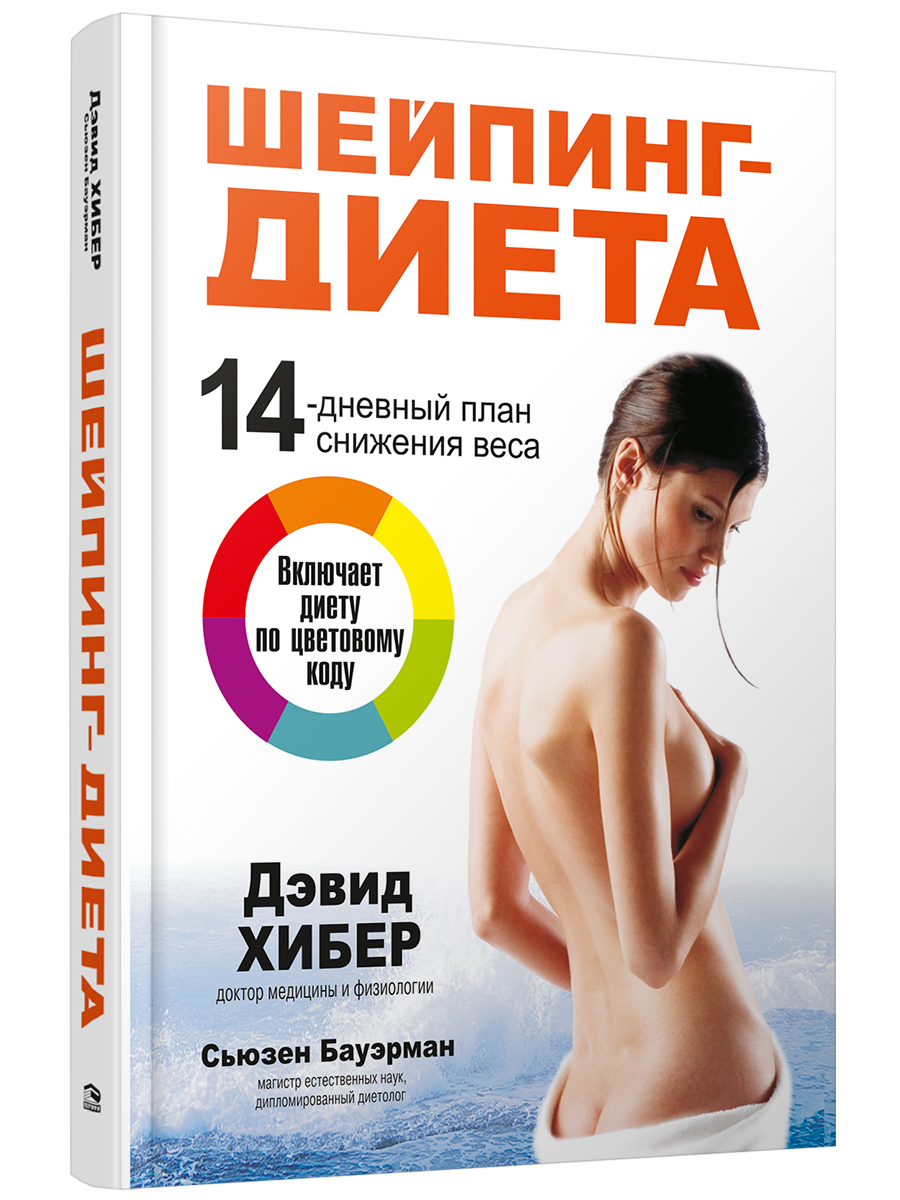 ШЕЙПИНГ-
ДИЕТА
14-дневный план
снижения веса
Включает
диету
по цветовому
коду
Дэвид
ХИБЕР
доктор медицины и физиологии
Сьюзен Бауэрман
магистр естественных наук,
дипломированный диетолог
Дэвид ХИБЕР
Сьюзен Бауэрман
ШЕЙПИНГ-ДИЕТА